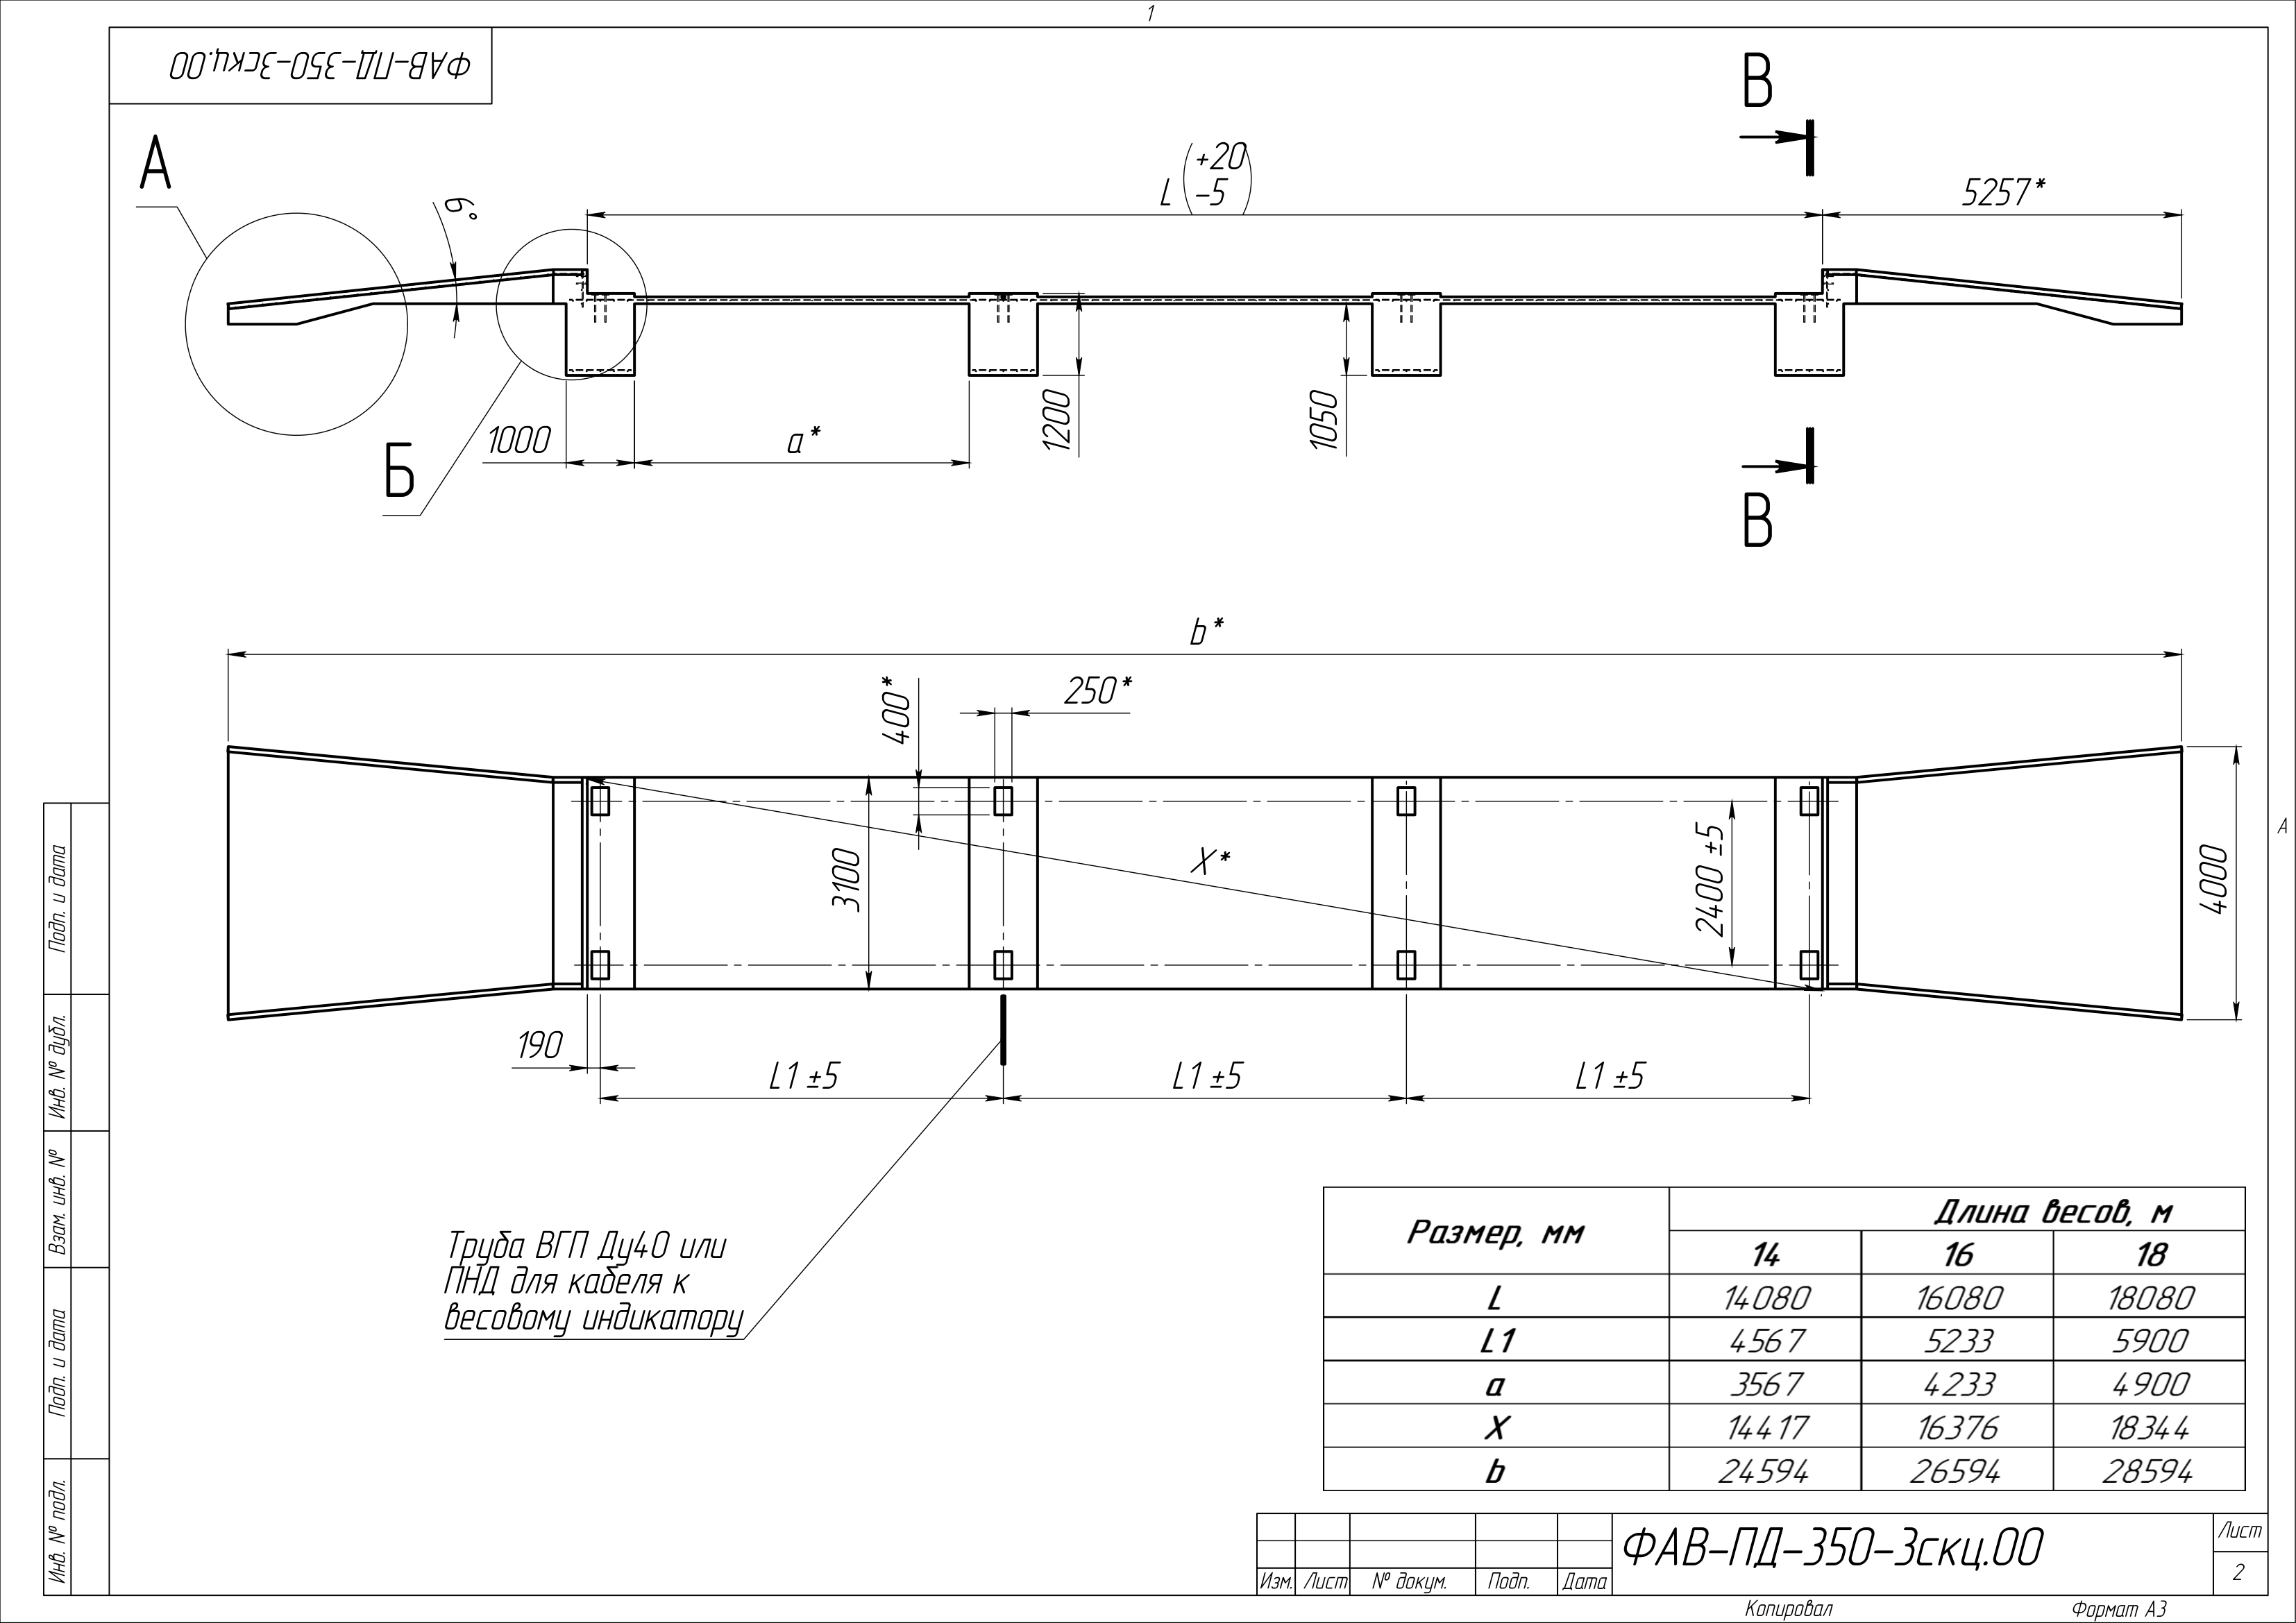 1
ФАВ-ПД-350-3скц.00
А
6°
L (+20 -5)
В
5257*
Б
1000
a*
1200
1050
В
b*
400*
250*
3100
X*
2400 ±5
4000
А
190
L1 ±5
L1 ±5
L1 ±5
Труба ВГП Ду40 или
ПНД для кабеля к
весовому индикатору
Размер, мм Длина весов, м
14 16 18
L 14080 16080 18080
L1 4567 5233 5900
a 3567 4233 4900
X 14417 16376 18344
b 24594 26594 28594
Подп. и дата
Инв. № дубл.
Взам. инв. №
Подп. и дата
Инв. № подл.
Изм. Лист № докум. Подп. Дата
ФАВ-ПД-350-3скц.00
Лист
2
Копировал Формат А3